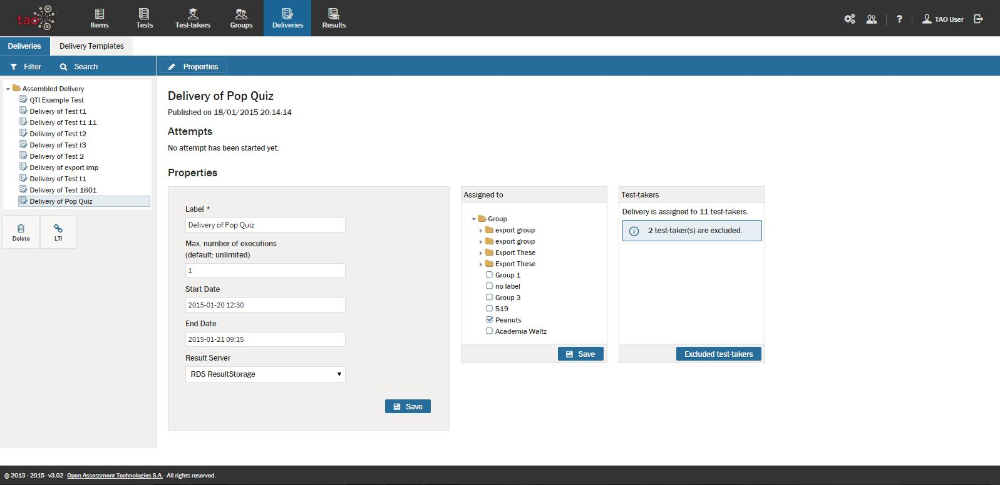 tao
Items
Tests
Test-takers
Groups
Deliveries
Results
?
TAO User
Deliveries
Delivery Templates
Filter
Search
Properties
Assembled Delivery
QTI Example Test
Delivery of Test t1
Delivery of Test t1 11
Delivery of Test t2
Delivery of Test t3
Delivery of Test 2
Delivery of export imp
Delivery of Test t1
Delivery of Test 1601
Delivery of Pop Quiz
Delete
LTI
Delivery of Pop Quiz
Published on 18/01/2015 20:14:14
Attempts
No attempt has been started yet.
Properties
Label *
Delivery of Pop Quiz
Max. number of executions
(default: unlimited)
1
Start Date
2015-01-20 12:30
End Date
2015-01-21 09:15
Result Server
RDS ResultStorage
Save
Assigned to
Group
export group
export group
Export These
Export These
Group 1
no label
Group 3
519
Peanuts
Academia Waltz
Save
Test-takers
Delivery is assigned to 11 test-takers.
2 test-taker(s) are excluded.
Excluded test-takers
© 2013 - 2015 · v3.02 · Open Assessment Technologies S.A. · All rights reserved.